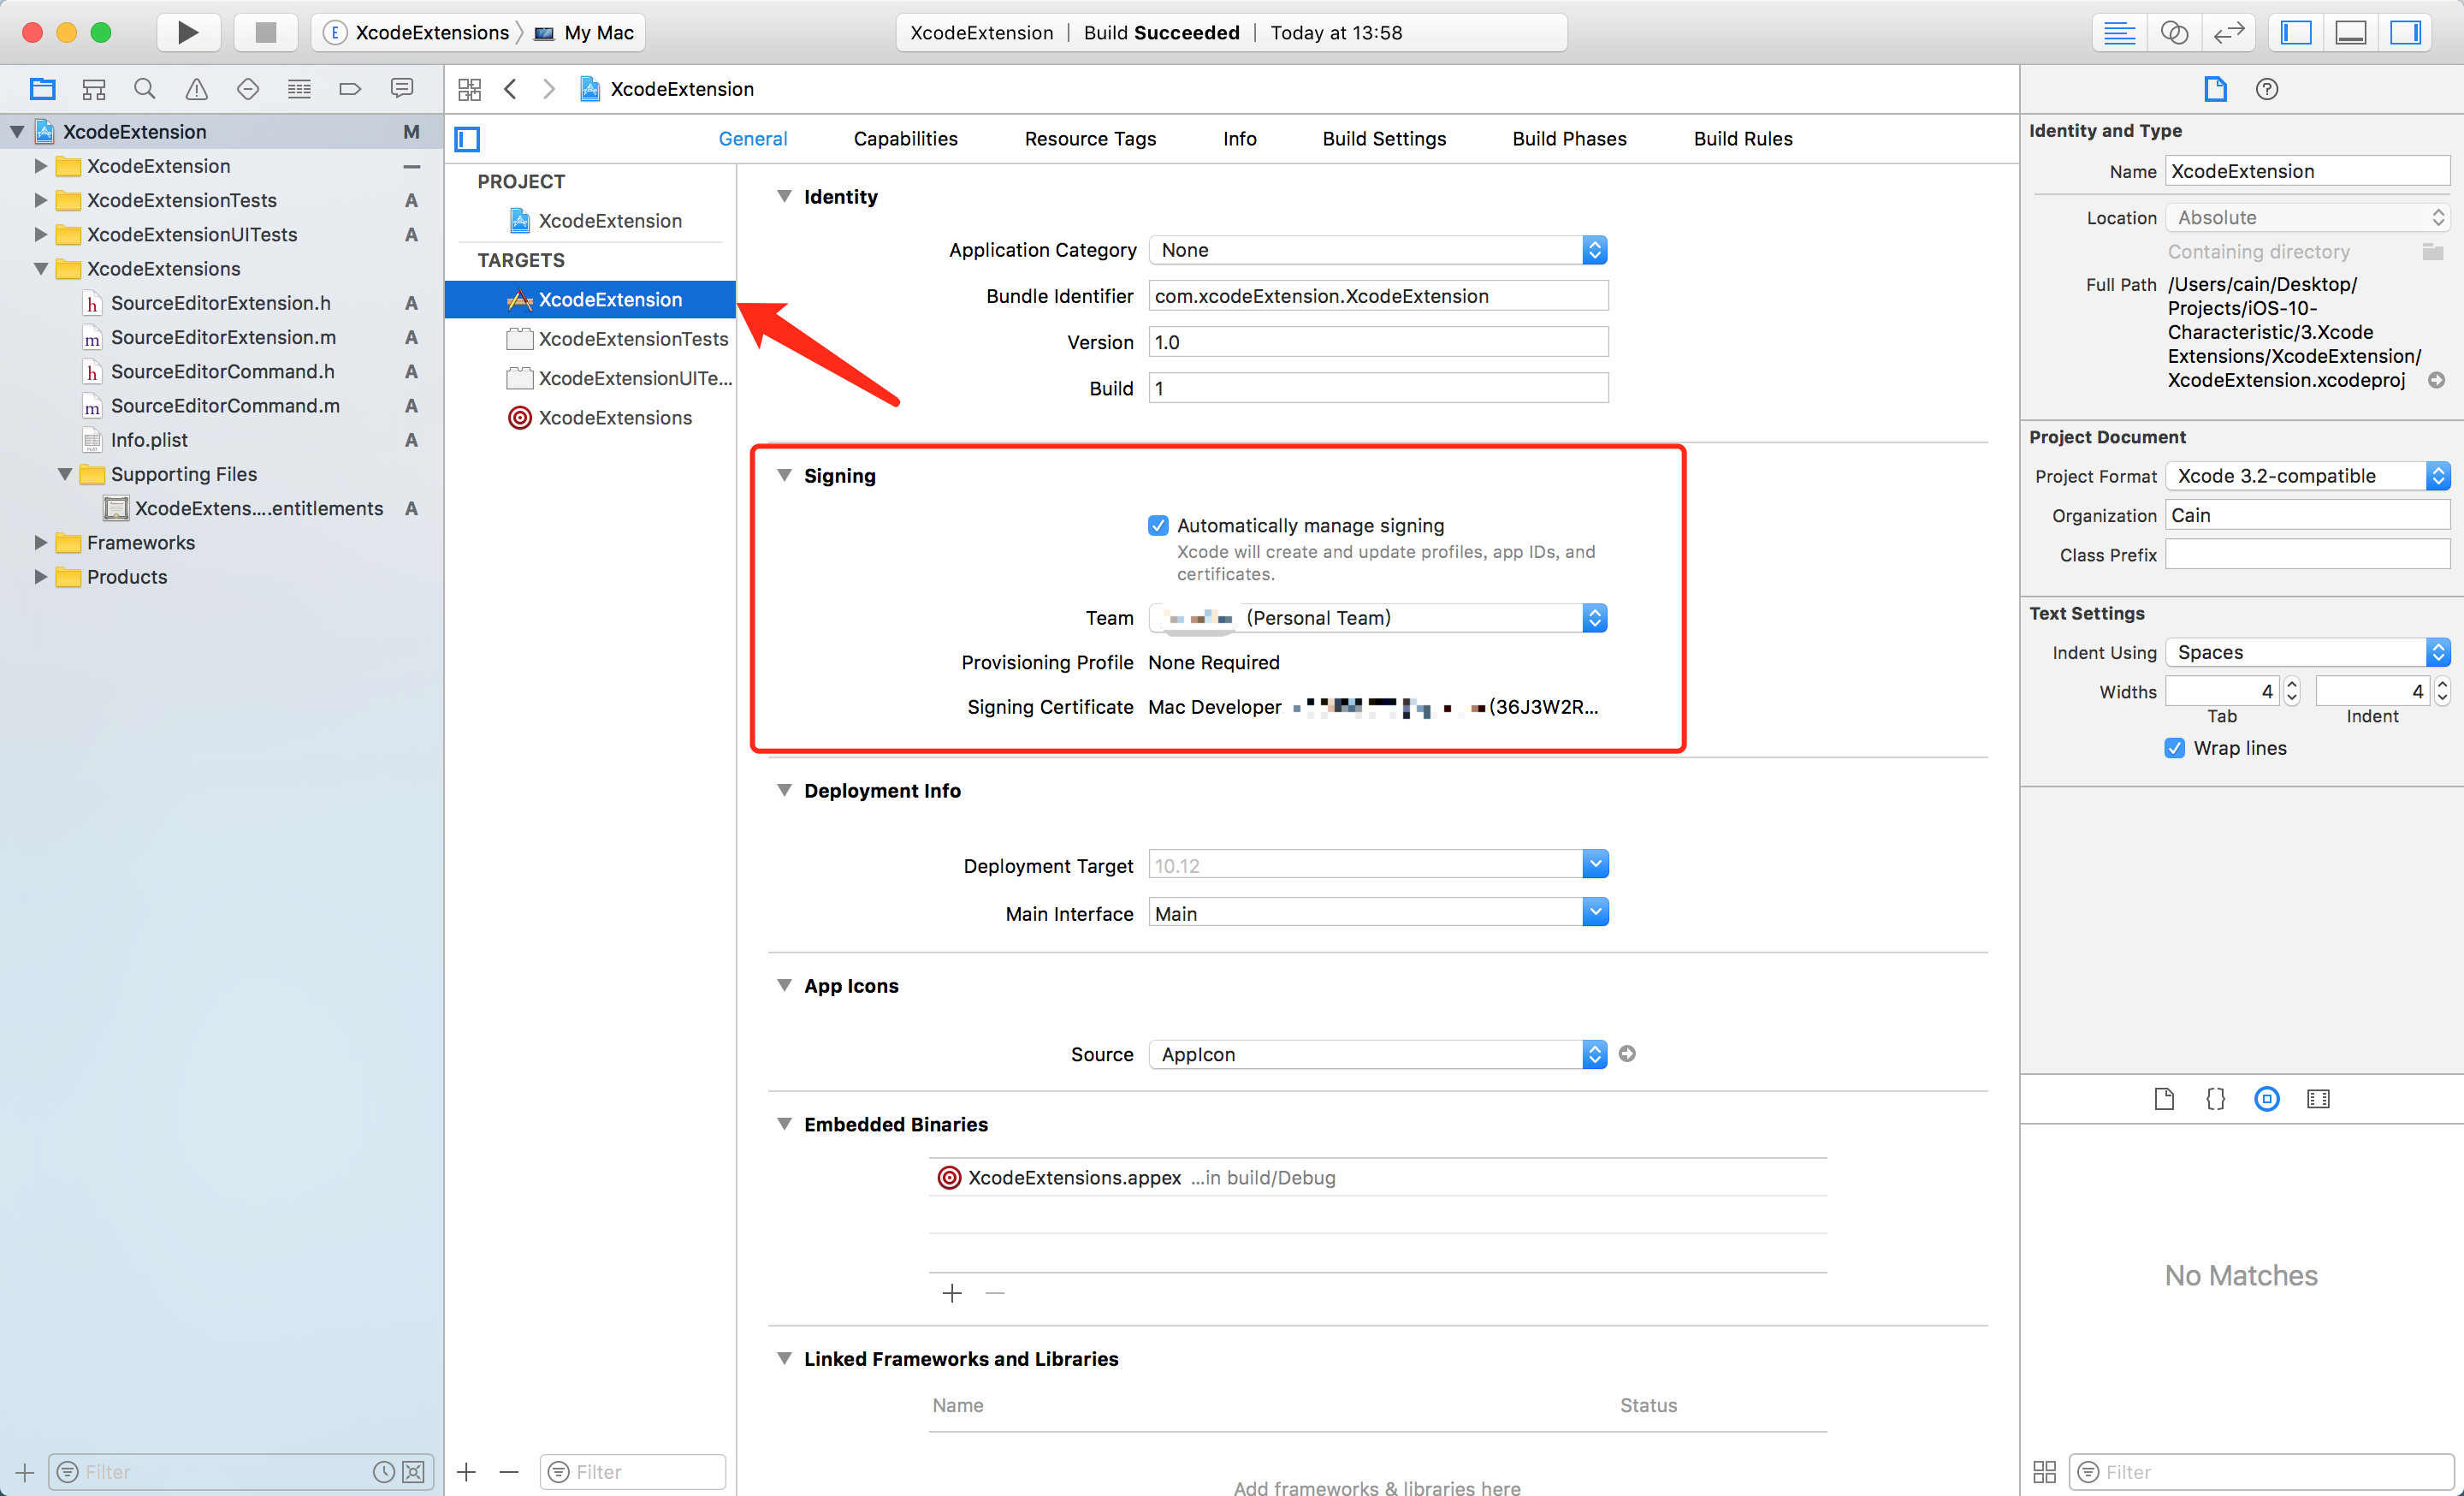 XcodeExtensions
My Mac
XcodeExtension | Build Succeeded | Today at 13:58
XcodeExtension M
XcodeExtension
XcodeExtensionTests A
XcodeExtensionUITests A
XcodeExtensions
SourceEditorExtension.h A
SourceEditorExtension.m A
SourceEditorCommand.h A
SourceEditorCommand.m A
Info.plist A
Supporting Files
XcodeExtens....entitlements A
Frameworks
Products
Filter
XcodeExtension
General Capabilities Resource Tags Info Build Settings Build Phases Build Rules
PROJECT
XcodeExtension
TARGETS
XcodeExtension
XcodeExtensionTests
XcodeExtensionUITe...
XcodeExtensions
Filter
Identity
Application Category None
Bundle Identifier com.xcodeExtension.XcodeExtension
Version 1.0
Build 1
Signing
Automatically manage signing
Xcode will create and update profiles, app IDs, and
certificates.
Team (Personal Team)
Provisioning Profile None Required
Signing Certificate Mac Developer (36J3W2R...
Deployment Info
Deployment Target 10.12
Main Interface Main
App Icons
Source AppIcon
Embedded Binaries
XcodeExtensions.appex ...in build/Debug
Linked Frameworks and Libraries
Name Status
Add frameworks & libraries here
Identity and Type
Name XcodeExtension
Location Absolute
Containing directory
Full Path /Users/cain/Desktop/
Projects/iOS-10-
Characteristic/3.Xcode
Extensions/XcodeExtension/
XcodeExtension.xcodeproj
Project Document
Project Format Xcode 3.2-compatible
Organization Cain
Class Prefix
Text Settings
Indent Using Spaces
Widths 4 4
Tab Indent
Wrap lines
No Matches
Filter